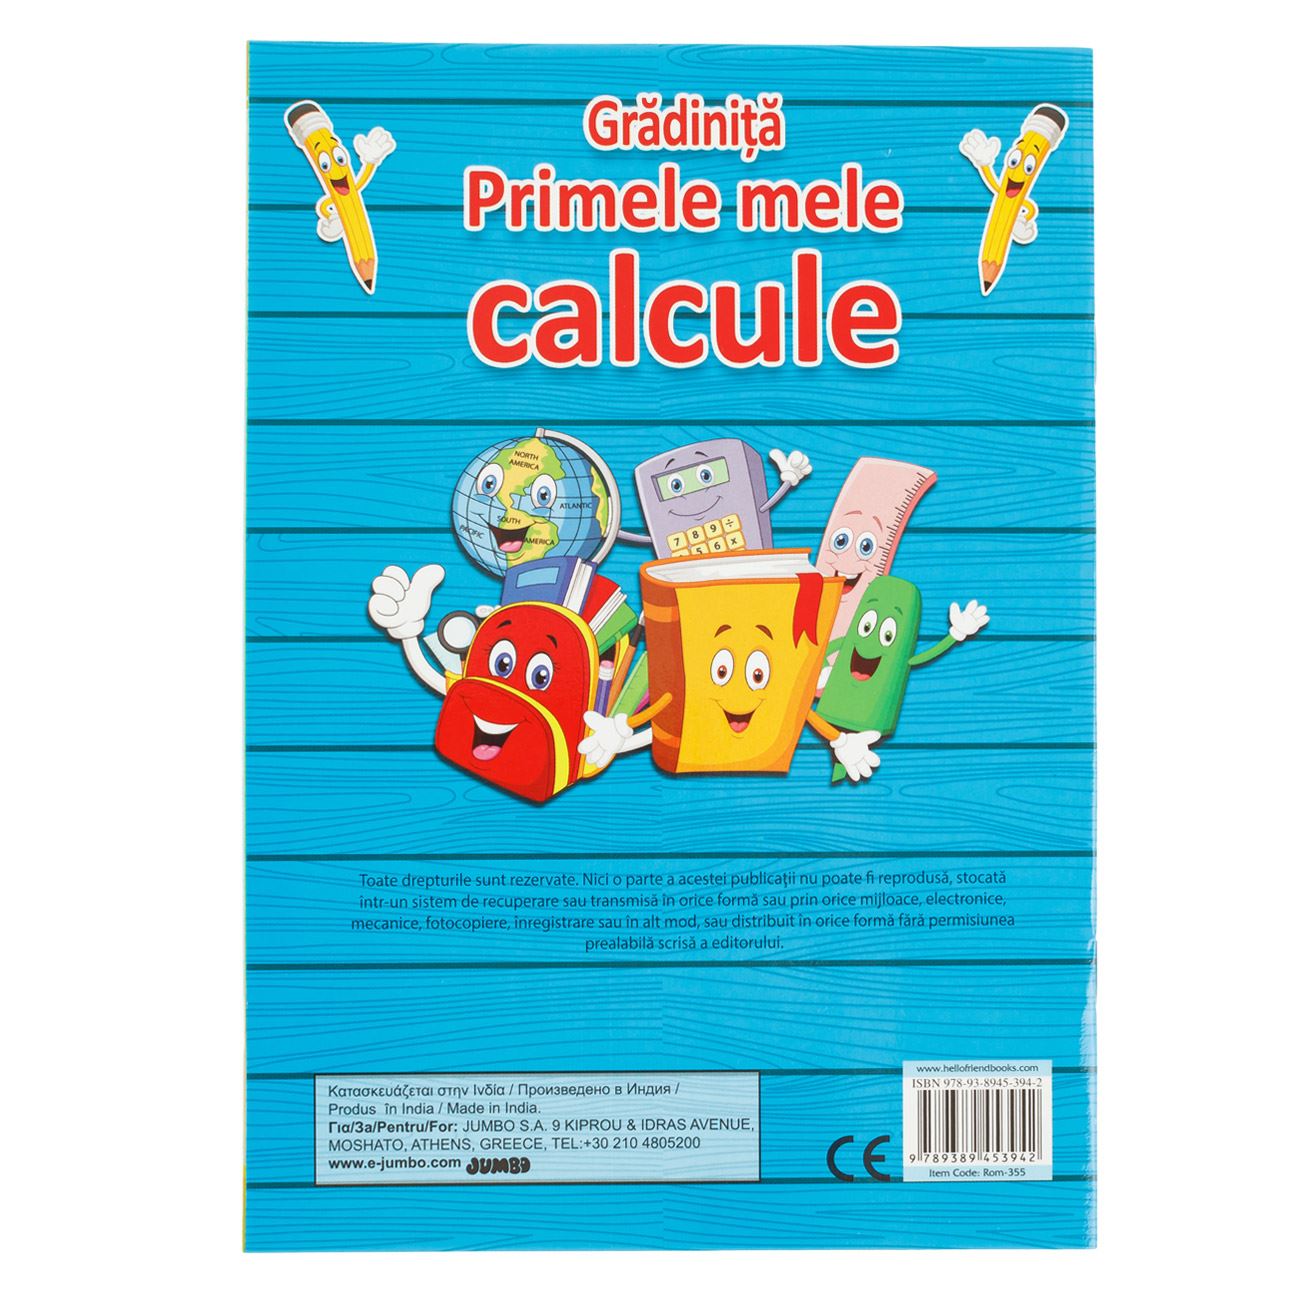 Grădiniță
Primele mele
calcule
NORTH
AMERICA
ATLANTIC
SOUTH
AMERICA
PACIFIC
7 8 9 ÷
5 6 x
Toate drepturile sunt rezervate. Nici o parte a acestei publicații nu poate fi reprodusă, stocată
într-un sistem de recuperare sau transmisă în orice formă sau prin orice mijloace, electronice,
mecanice, fotocopiere, înregistrare sau în alt mod, sau distribuit în orice formă fără permisiunea
prealabilă scrisă a editorului.
Κατασκευάζεται στην Ινδία / Произведено в Индия /
Produs în India / Made in India.
Για/За/Pentru/For: JUMBO S.A. 9 KIPROU & IDRAS AVENUE,
MOSHATO, ATHENS, GREECE, TEL:+30 210 4805200
www.e-jumbo.com JUMBO
CE
www.hellofriendbooks.com
ISBN 978-93-8945-394-2
9 789389 453942
Item Code: Rom-355